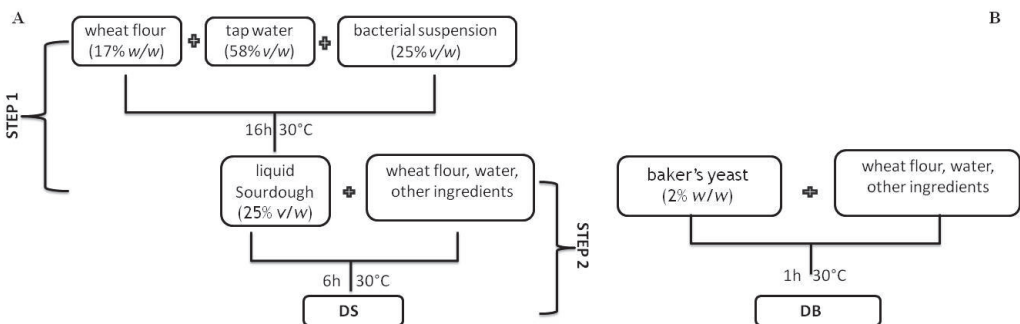 A
B
wheat flour
(17% w/w)
tap water
(58% v/w)
bacterial suspension
(25% v/w)
STEP 1
16h 30°C
liquid
Sourdough
(25% v/w)
wheat flour, water,
other ingredients
STEP 2
6h 30°C
DS
baker's yeast
(2% w/w)
wheat flour, water,
other ingredients
1h 30°C
DB